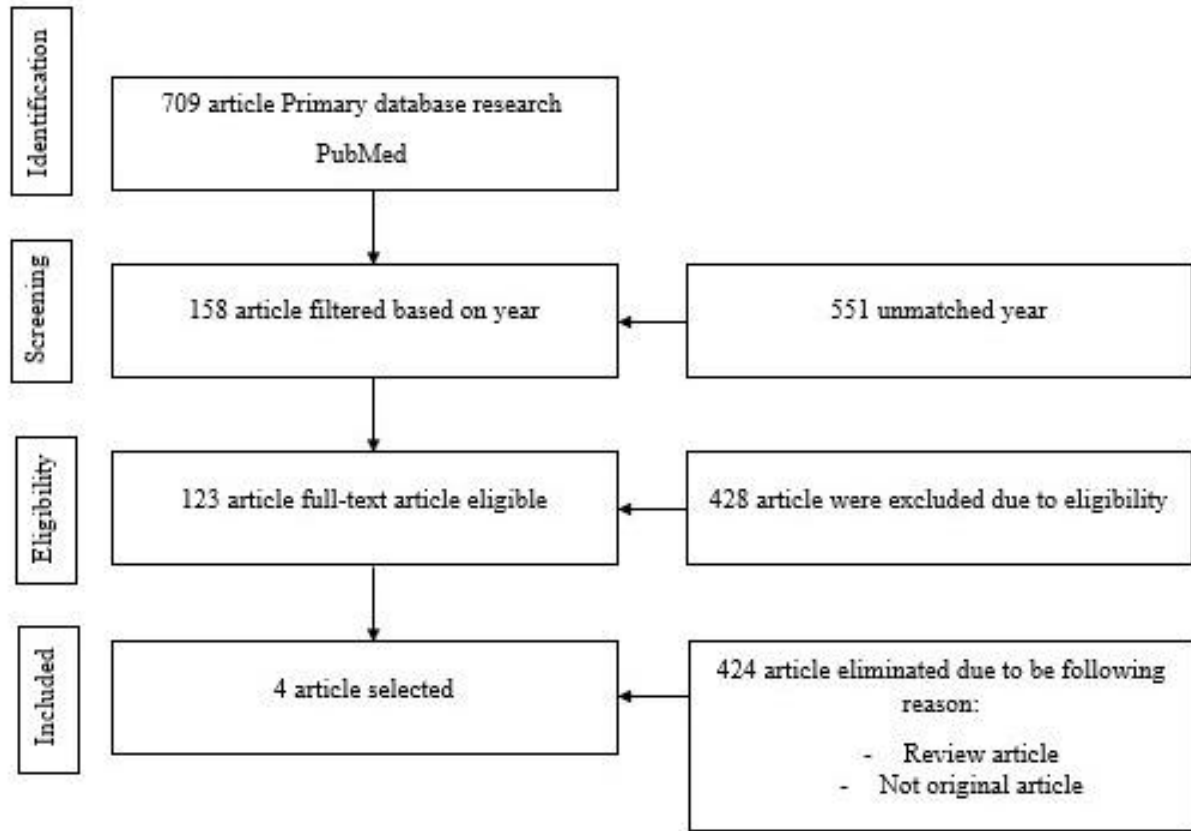 Identification
709 article Primary database research
PubMed
Screening
158 article filtered based on year
551 unmatched year
Eligibility
123 article full-text article eligible
428 article were excluded due to eligibility
Included
4 article selected
424 article eliminated due to be following
reason:
- Review article
- Not original article